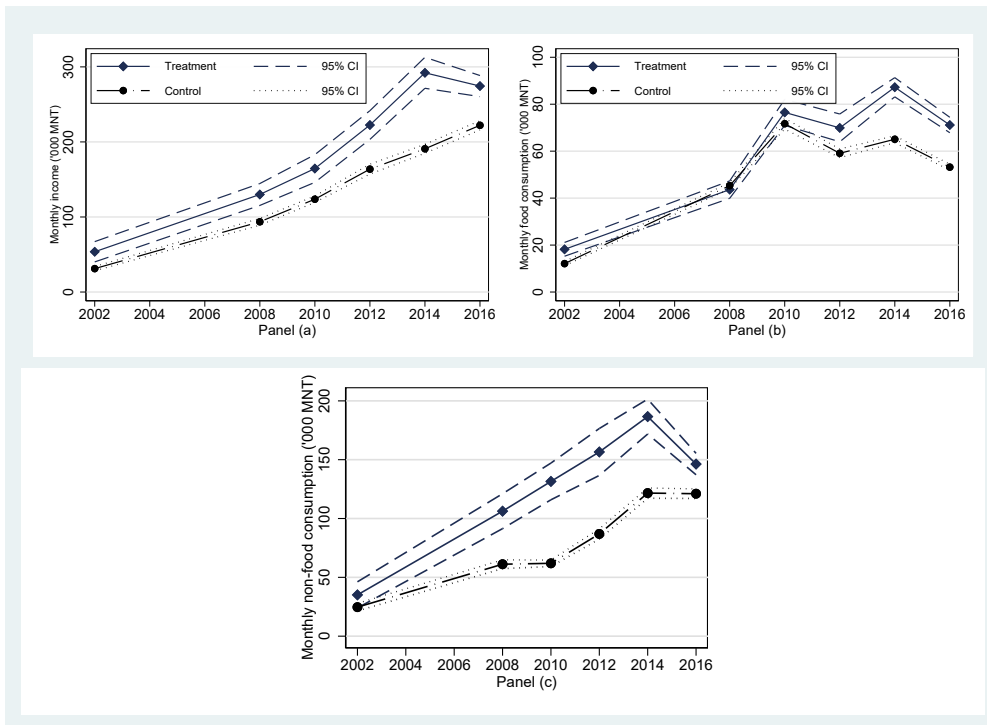 Treatment 95% CI
Control 95% CI
Monthly income ('000 MNT)
0 100 200 300
2002 2004 2006 2008 2010 2012 2014 2016
Panel (a)
Treatment 95% CI
Control 95% CI
Monthly food consumption ('000 MNT)
0 20 40 60 80 100
2002 2004 2006 2008 2010 2012 2014 2016
Panel (b)
Monthly non-food consumption ('000 MNT)
0 50 100 150 200
2002 2004 2006 2008 2010 2012 2014 2016
Panel (c)